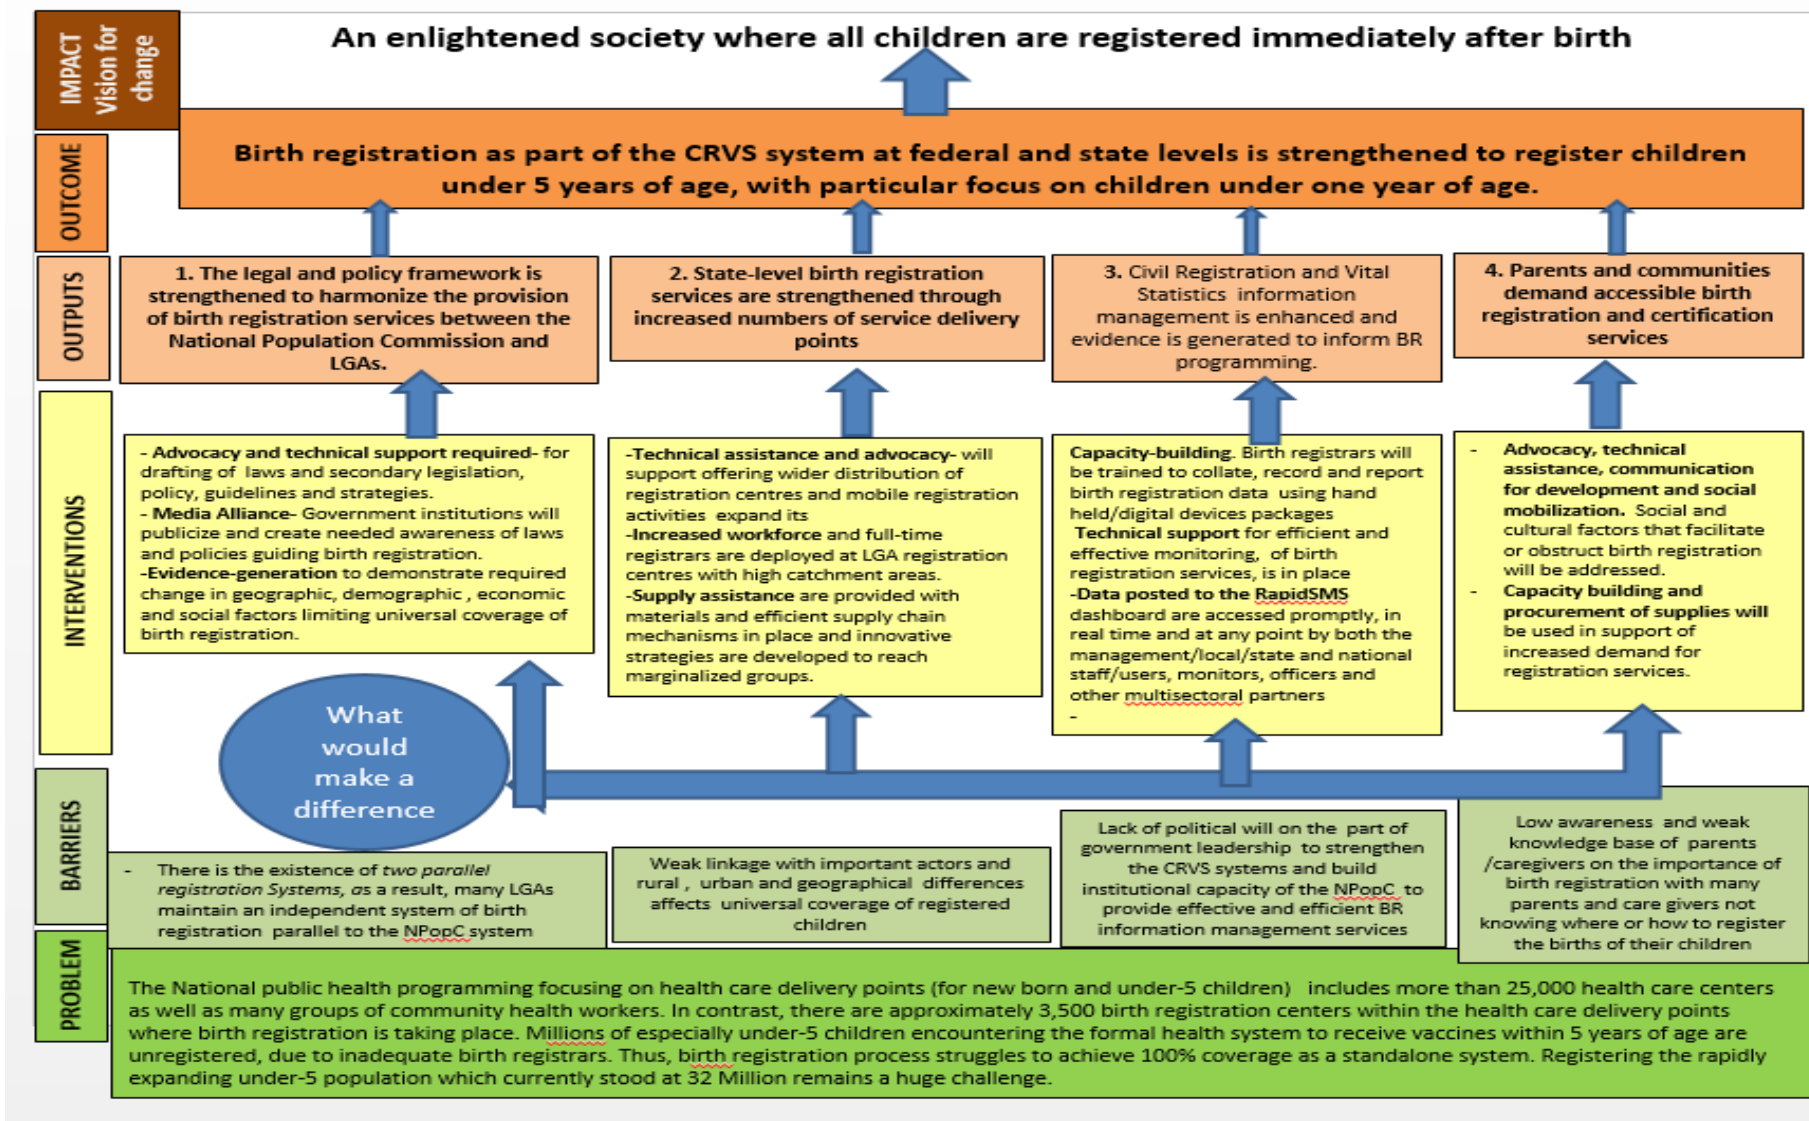 IMPACT
Vision for
change
An enlightened society where all children are registered immediately after birth
OUTCOME
Birth registration as part of the CRVS system at federal and state levels is strengthened to register children
under 5 years of age, with particular focus on children under one year of age.
OUTPUTS
1. The legal and policy framework is
strengthened to harmonize the provision
of birth registration services between the
National Population Commission and
LGAs.
2. State-level birth registration
services are strengthened through
increased numbers of service delivery
points
3. Civil Registration and Vital
Statistics information
management is enhanced and
evidence is generated to inform BR
programming.
4. Parents and communities
demand accessible birth
registration and certification
services
INTERVENTIONS
- Advocacy and technical support required- for
drafting of laws and secondary legislation,
policy, guidelines and strategies.
- Media Alliance- Government institutions will
publicize and create needed awareness of laws
and policies guiding birth registration.
-Evidence-generation to demonstrate required
change in geographic, demographic , economic
and social factors limiting universal coverage of
birth registration.
-Technical assistance and advocacy- will
support offering wider distribution of
registration centres and mobile registration
activities expand its
-Increased workforce and full-time
registrars are deployed at LGA registration
centres with high catchment areas.
-Supply assistance are provided with
materials and efficient supply chain
mechanisms in place and innovative
strategies are developed to reach
marginalized groups.
Capacity-building. Birth registrars will
be trained to collate, record and report
birth registration data using hand
held/digital devices packages
Technical support for efficient and
effective monitoring, of birth
registration services, is in place
-Data posted to the RapidSMS
dashboard are accessed promptly, in
real time and at any point by both the
management/local/state and national
staff/users, monitors, officers and
other multisectoral partners
-
- Advocacy, technical
assistance, communication
for development and social
mobilization. Social and
cultural factors that facilitate
or obstruct birth registration
will be addressed.
- Capacity building and
procurement of supplies will
be used in support of
increased demand for
registration services.
What
would
make a
difference
BARRIERS
- There is the existence of two parallel
registration Systems, as a result, many LGAs
maintain an independent system of birth
registration parallel to the NPopC system
Weak linkage with important actors and
rural , urban and geographical differences
affects universal coverage of registered
children
Lack of political will on the part of
government leadership to strengthen
the CRVS systems and build
institutional capacity of the NPopC to
provide effective and efficient BR
information management services
Low awareness and weak
knowledge base of parents
/caregivers on the importance of
birth registration with many
parents and care givers not
knowing where or how to register
the births of their children
PROBLEM
The National public health programming focusing on health care delivery points (for new born and under-5 children) includes more than 25,000 health care centers
as well as many groups of community health workers. In contrast, there are approximately 3,500 birth registration centers within the health care delivery points
where birth registration is taking place. Millions of especially under-5 children encountering the formal health system to receive vaccines within 5 years of age are
unregistered, due to inadequate birth registrars. Thus, birth registration process struggles to achieve 100% coverage as a standalone system. Registering the rapidly
expanding under-5 population which currently stood at 32 Million remains a huge challenge.